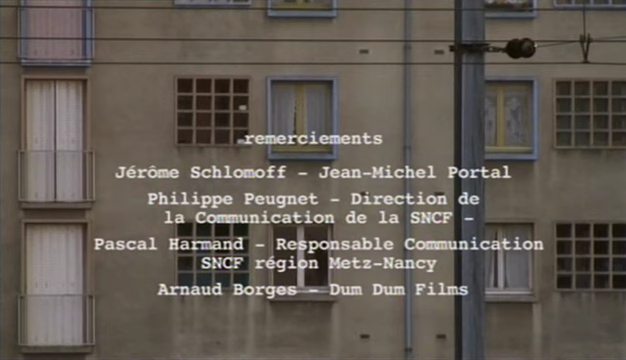 remerciements
Jérôme Schlomoff - Jean-Michel Portal
Philippe Peugnet - Direction de
la Communication de la SNCF -
Pascal Harmand - Responsable Communication
SNCF région Metz-Nancy
Arnaud Borges - Dum Dum Films